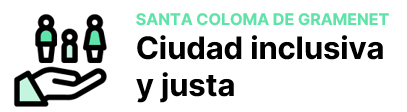 SANTA COLOMA DE GRAMENET
Ciudad inclusiva
y justa